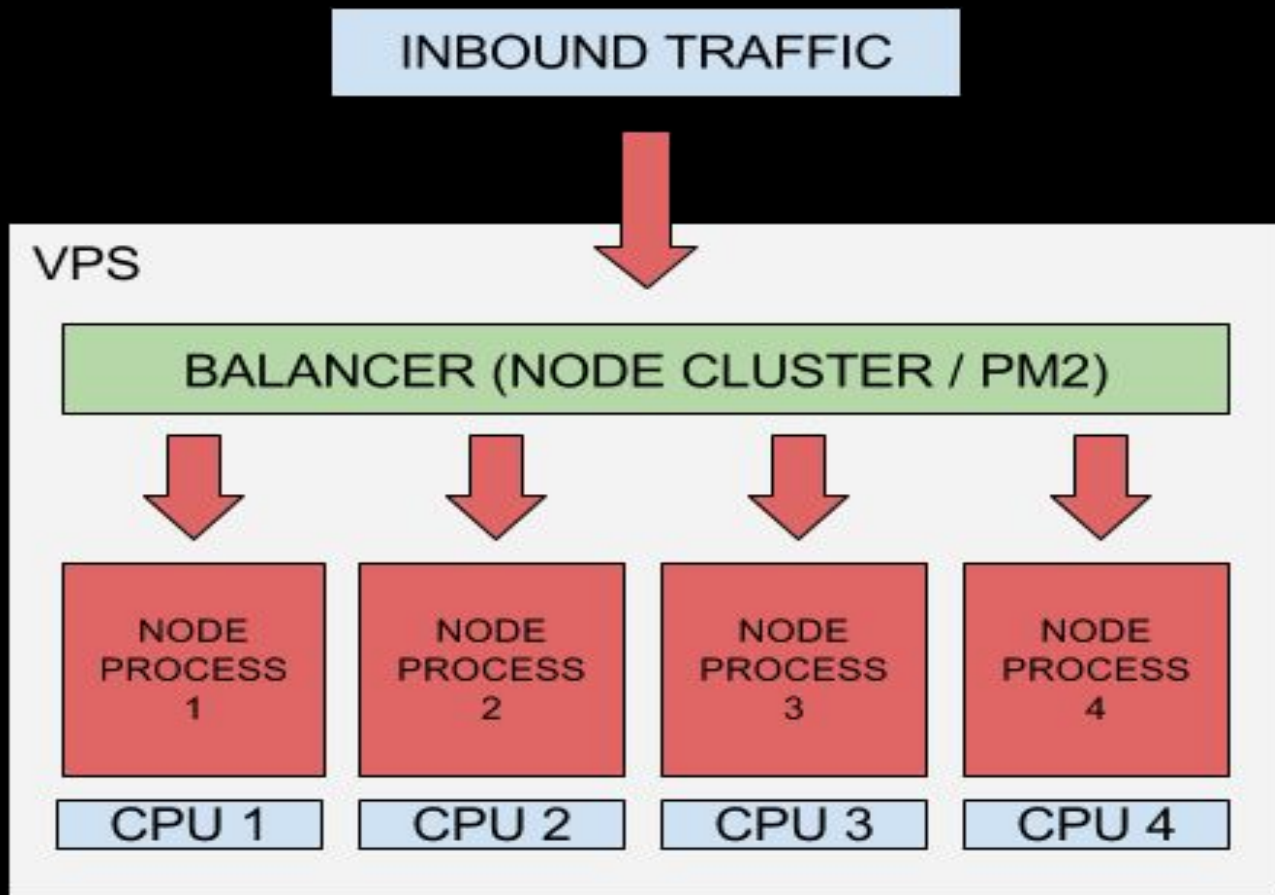 INBOUND TRAFFIC
VPS
BALANCER (NODE CLUSTER / PM2)
NODE
PROCESS
1
NODE
PROCESS
2
NODE
PROCESS
3
NODE
PROCESS
4
CPU 1
CPU 2
CPU 3
CPU 4